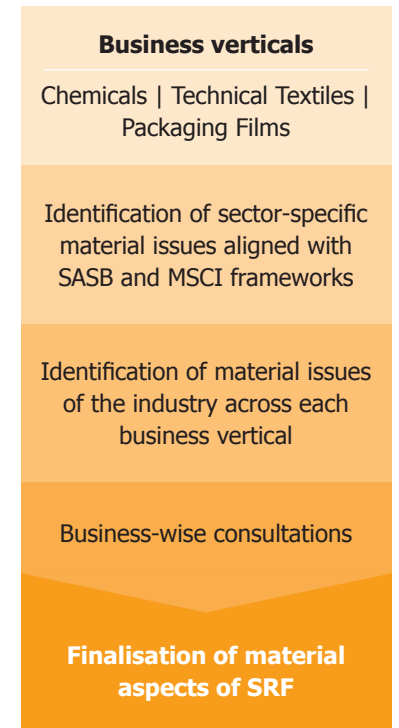 Business verticals
Chemicals | Technical Textiles |
Packaging Films
Identification of sector-specific
material issues aligned with
SASB and MSCI frameworks
Identification of material issues
of the industry across each
business vertical
Business-wise consultations
Finalisation of material
aspects of SRF